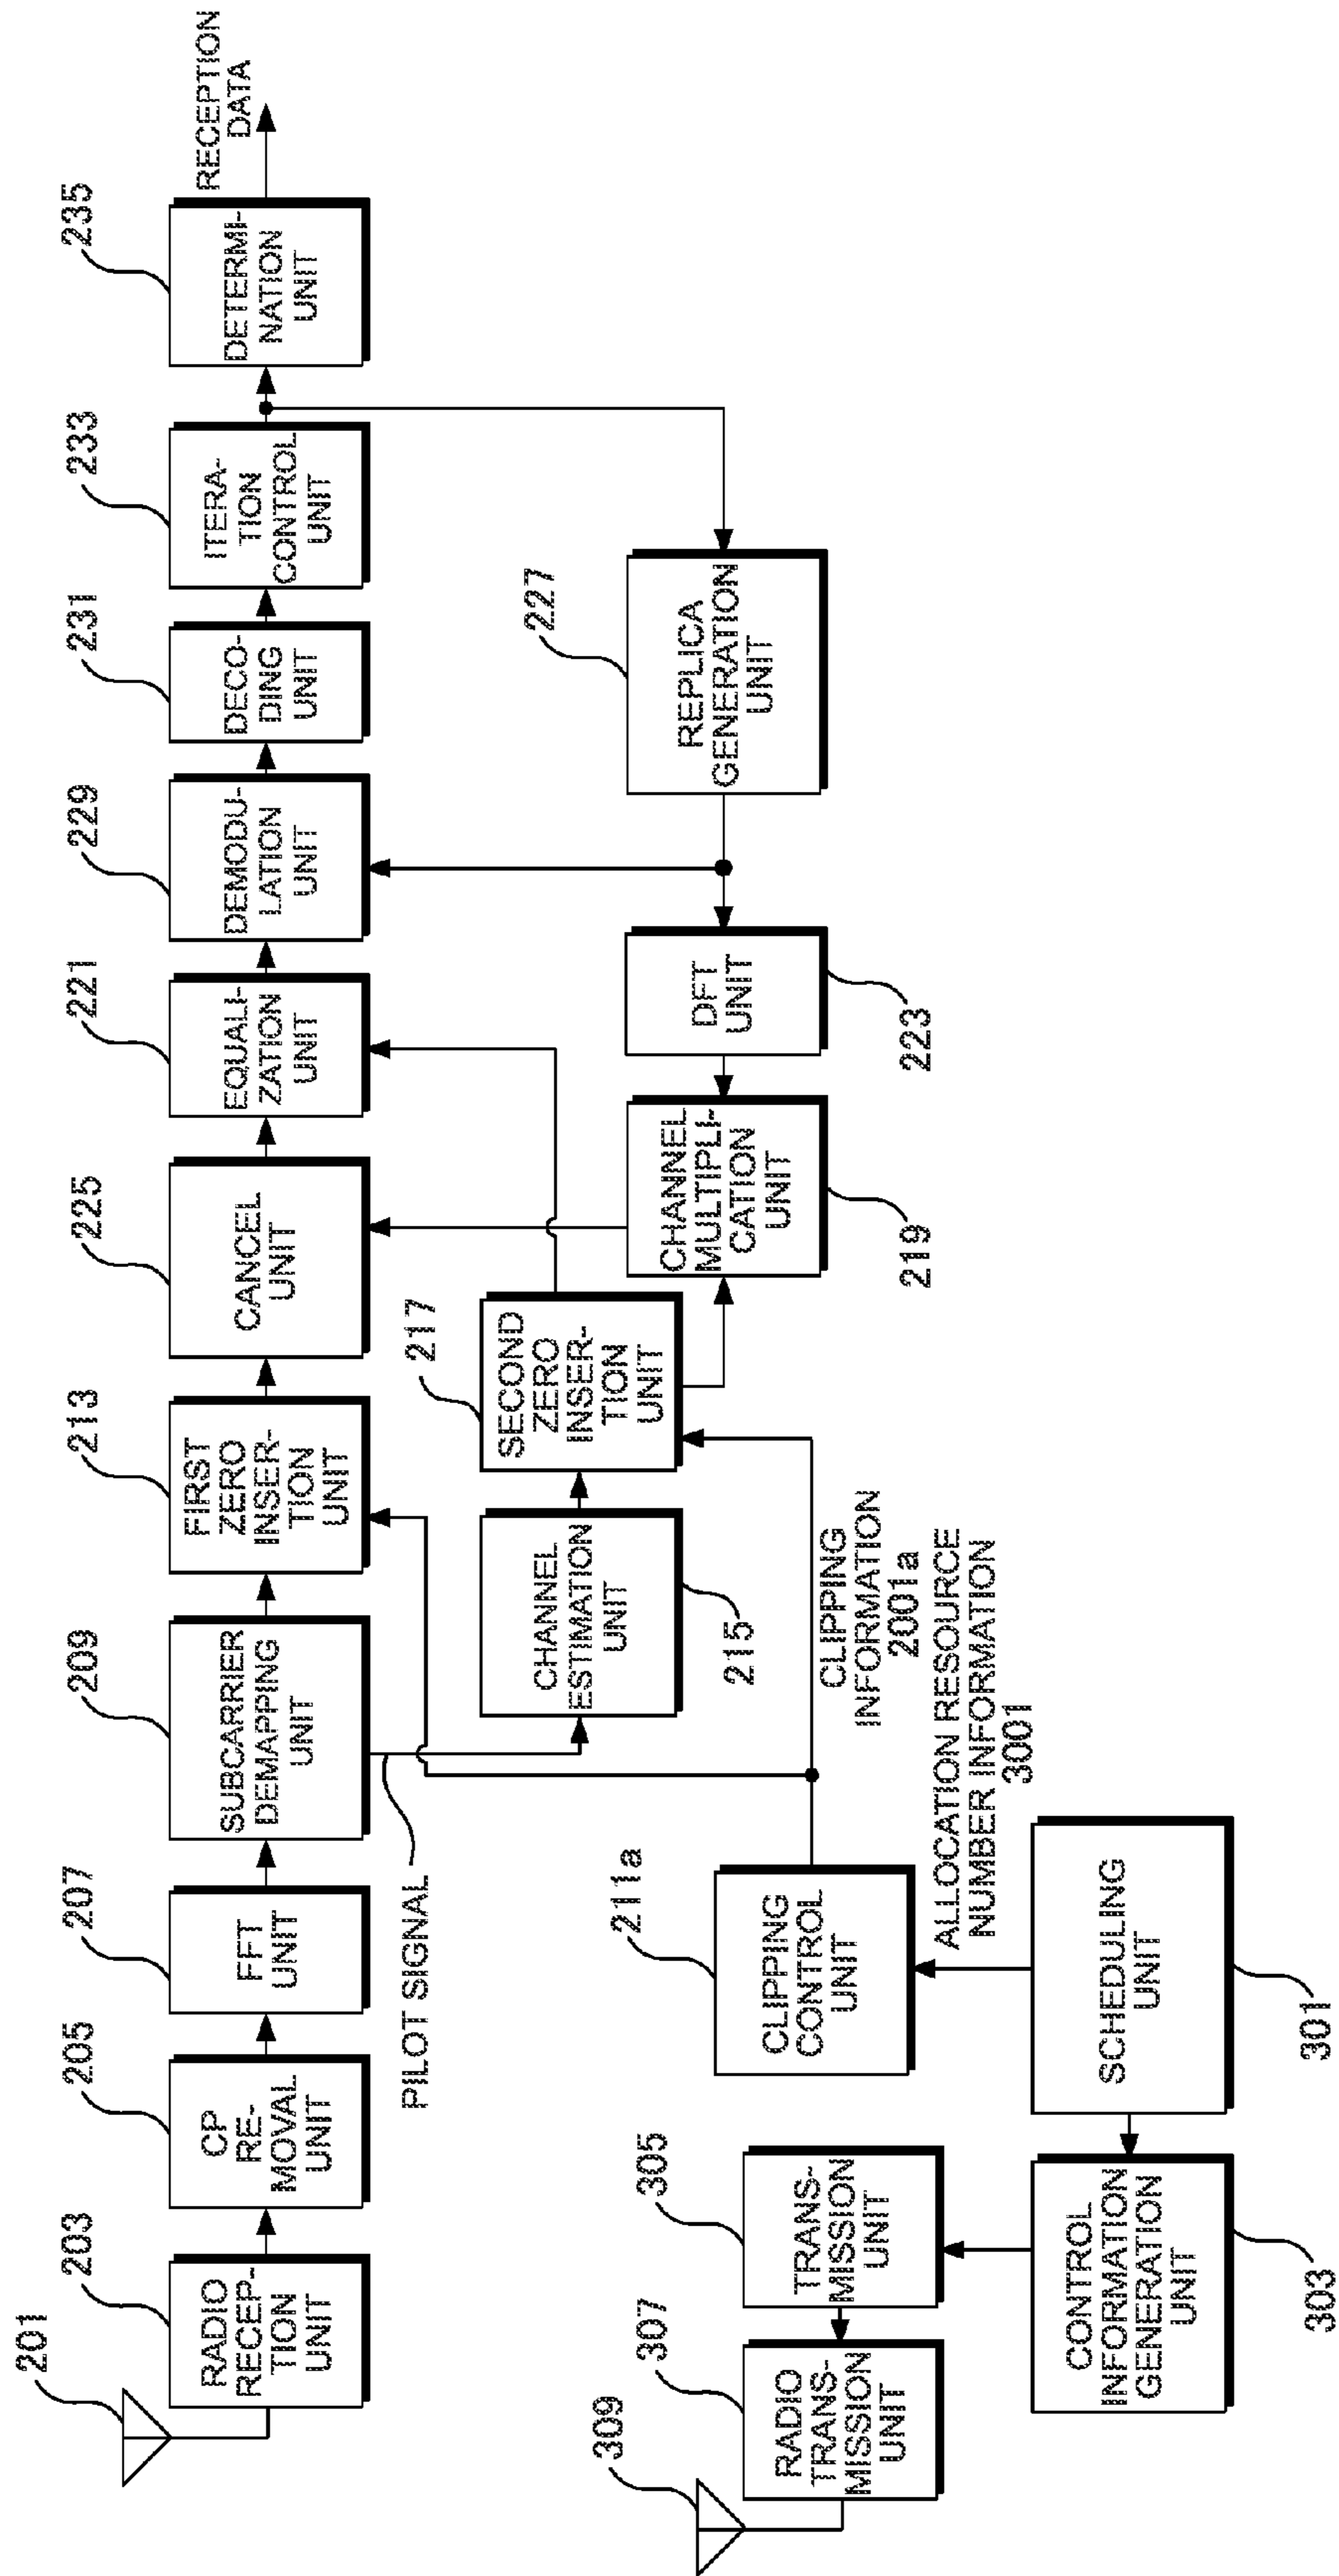 201
203
205
207
209
213
225
221
229
231
233
235
RADIO
RECEP-
TION
UNIT
CP
RE-
MOVAL
UNIT
FFT
UNIT
SUBCARRIER
DEMAPPING
UNIT
FIRST
ZERO
INSER-
TION
UNIT
CANCEL
UNIT
EQUALI-
ZATION
UNIT
DEMODU-
LATION
UNIT
DECO-
DING
UNIT
ITERA-
TION
CONTROL
UNIT
DETERMI-
NATION
UNIT
RECEPTION
DATA
PILOT SIGNAL
217
CHANNEL
ESTIMATION
UNIT
215
SECOND
ZERO
INSER-
TION
UNIT
227
CHANNEL
MULTIPLI-
CATION
UNIT
219
DFT
UNIT
223
REPLICA
GENERATION
UNIT
309
307
305
211a
RADIO
TRANS-
MISSION
UNIT
TRANS-
MISSION
UNIT
CLIPPING
CONTROL
UNIT
CLIPPING
INFORMATION
2001a
ALLOCATION RESOURCE
NUMBER INFORMATION
3001
CONTROL
INFORMATION
GENERATION
UNIT
303
SCHEDULING
UNIT
301